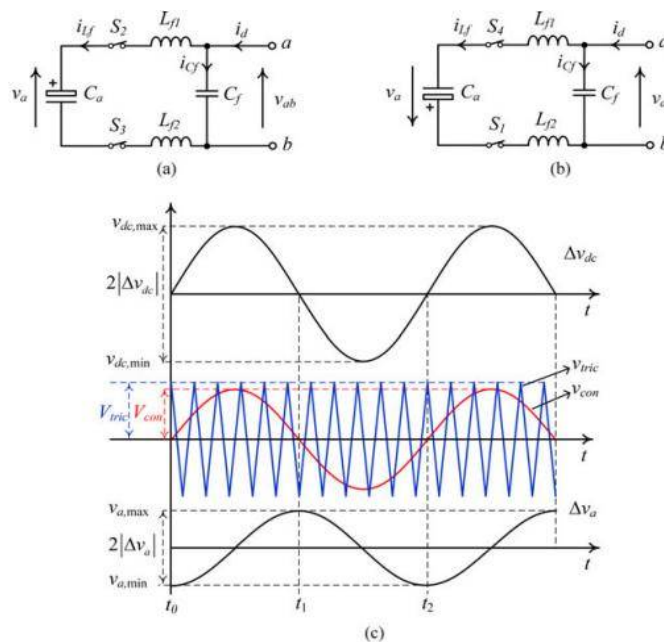 i_Lf S_2 L_f1 i_d a
i_Cf
v_a + C_a C_f v_ab
S_3 L_f2 b
(a)
i_Lf S_4 L_f1 i_d
i_Cf
v_a + C_a C_f
S_1 L_f2
(b)
v_dc,max
Δv_dc
2|Δv_dc|
t
v_dc,min
v_tric
v_con
V_tric V_con
t
v_a,max
Δv_a
2|Δv_a|
t
v_a,min
t_0 t_1 t_2
(c)